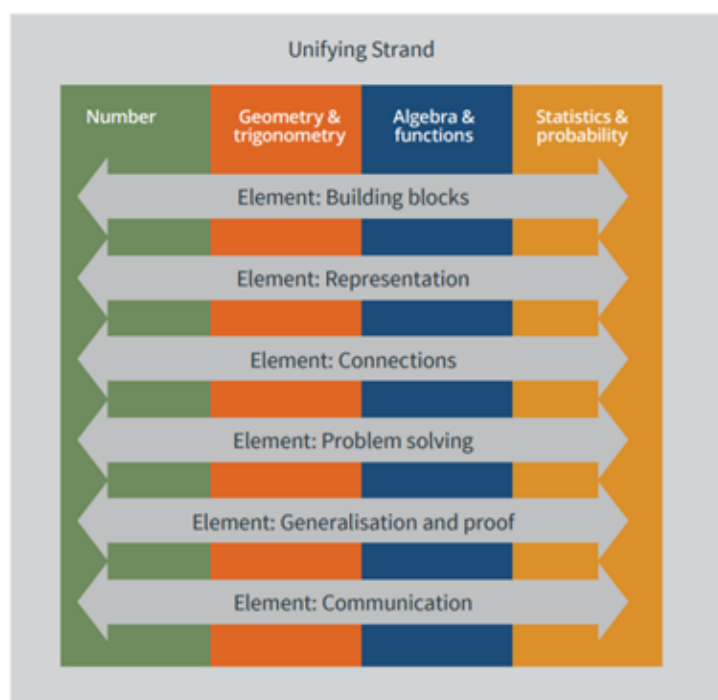 Unifying Strand
Number
Geometry &
trigonometry
Algebra &
functions
Statistics &
probability
Element: Building blocks
Element: Representation
Element: Connections
Element: Problem solving
Element: Generalisation and proof
Element: Communication